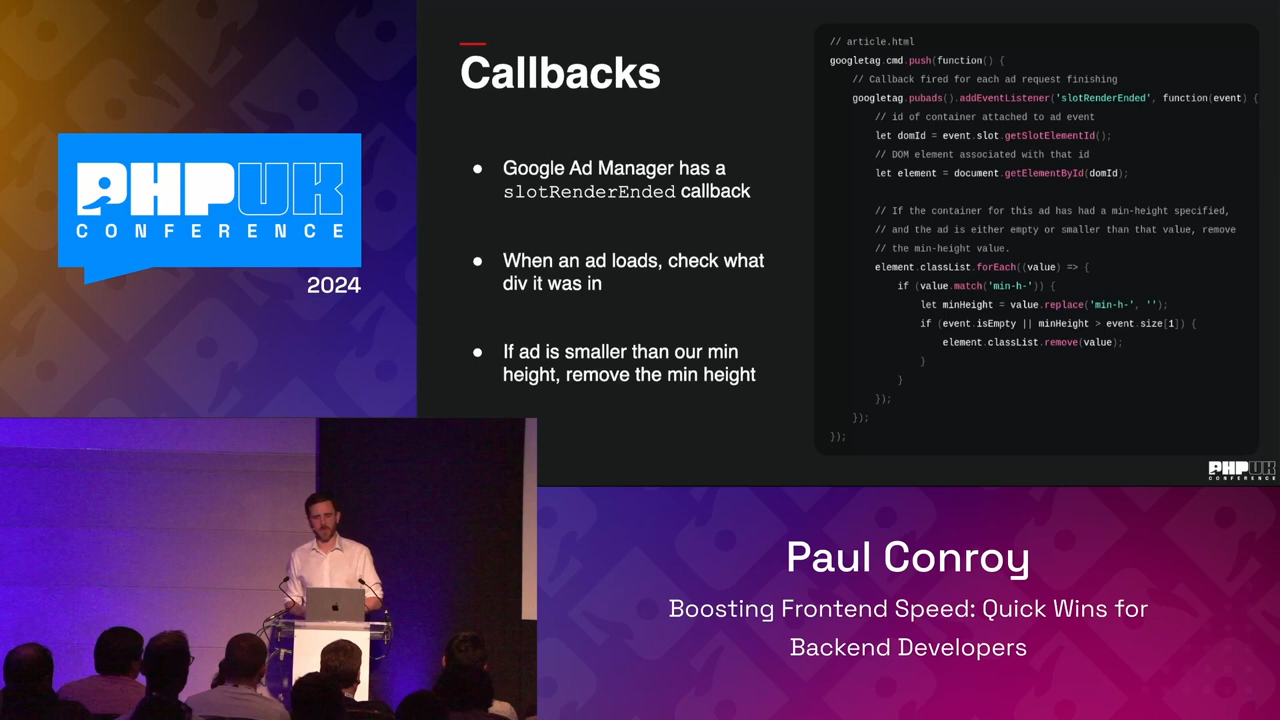 PHPUK
CONFERENCE
2024
Callbacks
● Google Ad Manager has a
slotRenderEnded callback
● When an ad loads, check what
div it was in
● If ad is smaller than our min
height, remove the min height
// article.html
googletag.cmd.push(function() {
// Callback fired for each ad request finishing
googletag.pubads().addEventListener('slotRenderEnded', function(event) {
// id of container attached to ad event
let domId = event.slot.getSlotElementId();
// DOM element associated with that id
let element = document.getElementById(domId);
// If the container for this ad has had a min-height specified,
// and the ad is either empty or smaller than that value, remove
// the min-height value.
element.classList.forEach((value) => {
if (value.match('min-h-')) {
let minHeight = value.replace('min-h-', '');
if (event.isEmpty || minHeight > event.size[1]) {
element.classList.remove(value);
}
}
});
});
});
PHPUK
CONFERENCE
Paul Conroy
Boosting Frontend Speed: Quick Wins for
Backend Developers